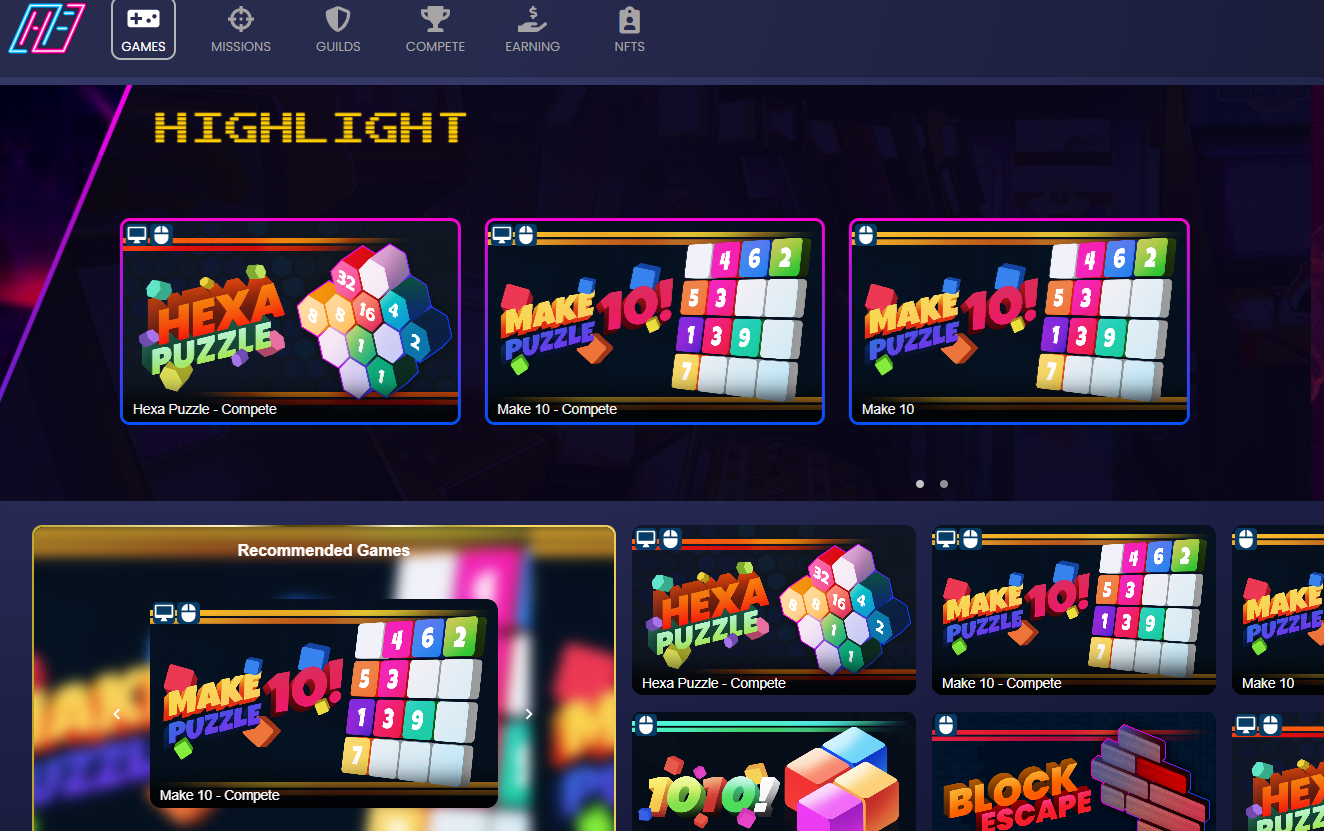 GAMES
MISSIONS
GUILDS
COMPETE
EARNING
NFTS
HIGHLIGHT
HEXA
PUZZLE
32
8 8 16 4
1 2
1
Hexa Puzzle - Compete
MAKE 10!
PUZZLE
4 6 2
5 3
1 3 9
7
Make 10 - Compete
MAKE 10!
PUZZLE
4 6 2
5 3
1 3 9
7
Make 10
Recommended Games
MAKE 10!
PUZZLE
4 6 2
5 3
1 3 9
7
Make 10 - Compete
HEXA
PUZZLE
32
8 8 16 4
1 2
1
Hexa Puzzle - Compete
MAKE 10!
PUZZLE
4 6 2
5 3
1 3 9
7
Make 10 - Compete
MAKE
PUZZLE
Make 10
1010!
BLOCK
ESCAPE
HEXA
PUZZLE